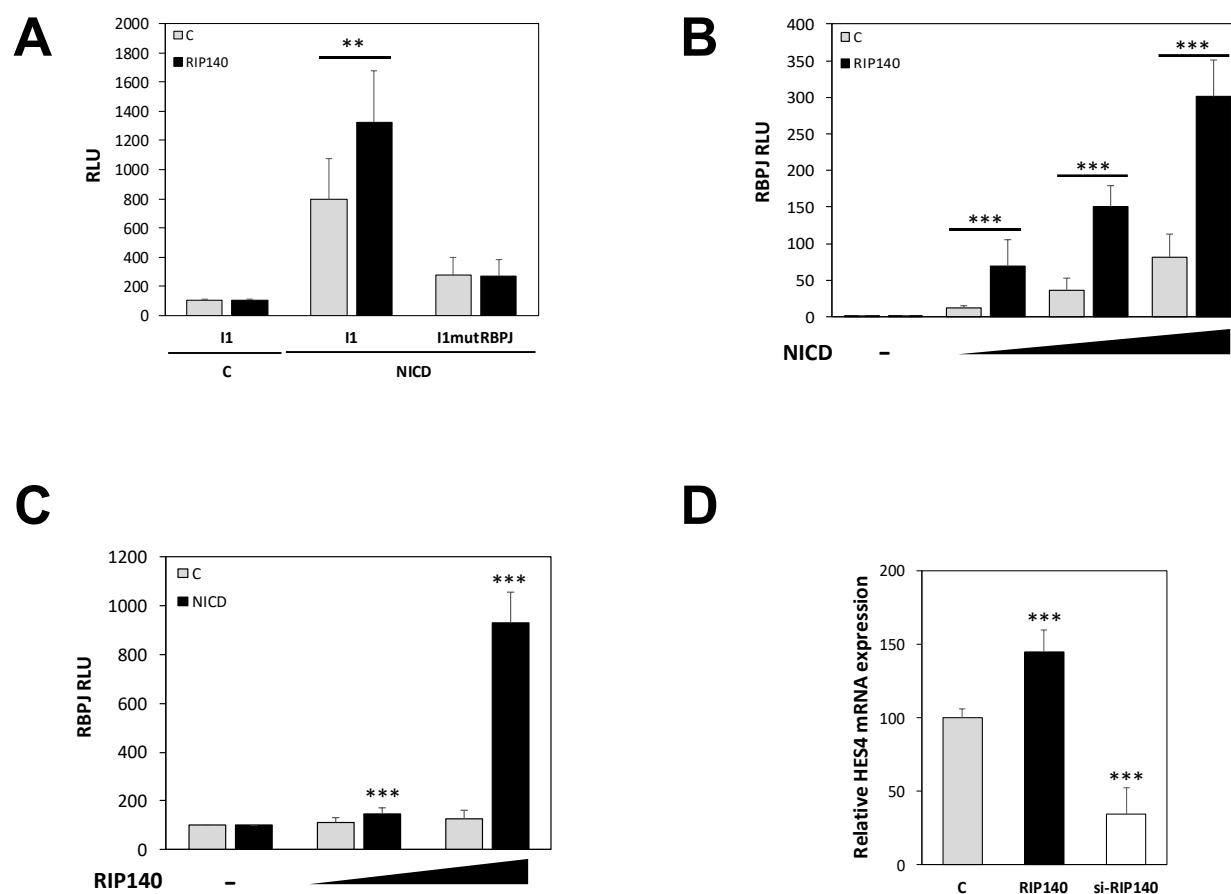 A
RLU
2000
1800
1600
1400
1200
1000
800
600
400
200
0
C
RIP140
**
I1 I1 I1mutRBPJ
C NICD
B
RBPJ RLU
400
350
300
250
200
150
100
50
0
C
RIP140
***
***
***
NICD –
C
RBPJ RLU
1200
1000
800
600
400
200
0
C
NICD
***
***
RIP140 –
D
Relative HES4 mRNA expression
200
150
100
50
0
***
***
C RIP140 si-RIP140